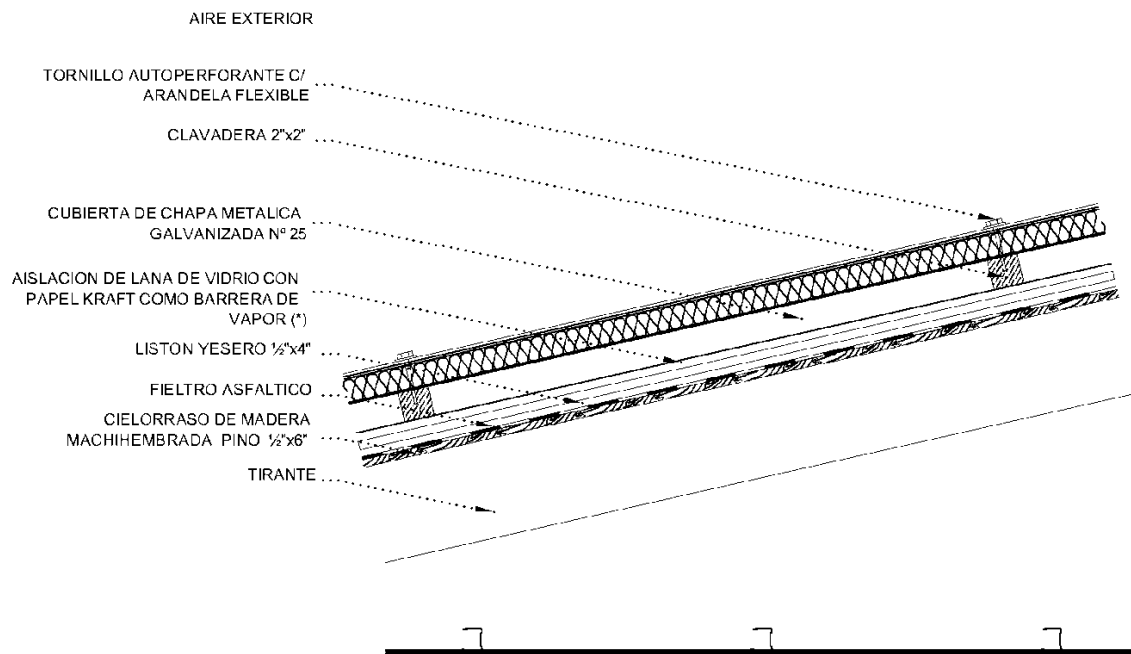 AIRE EXTERIOR
TORNILLO AUTOPERFORANTE C/
ARANDELA FLEXIBLE
CLAVADERA 2"x2"
CUBIERTA DE CHAPA METALICA
GALVANIZADA Nº 25
AISLACION DE LANA DE VIDRIO CON
PAPEL KRAFT COMO BARRERA DE
VAPOR (*)
LISTON YESERO ½"x4"
FIELTRO ASFALTICO
CIELORRASO DE MADERA
MACHIHEMBRADA PINO ½"x6"
TIRANTE